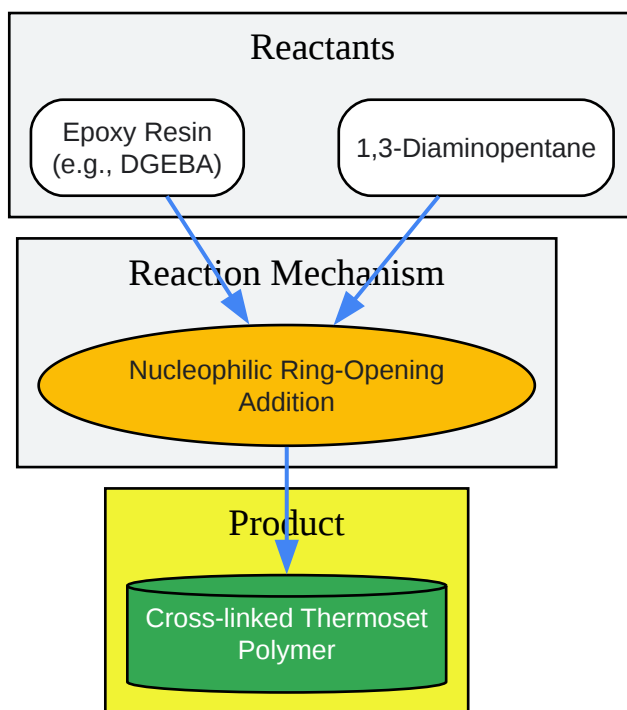 Reactants
Epoxy Resin
(e.g., DGEBA)
1,3-Diaminopentane
Reaction Mechanism
Nucleophilic Ring-Opening
Addition
Product
Cross-linked Thermoset
Polymer